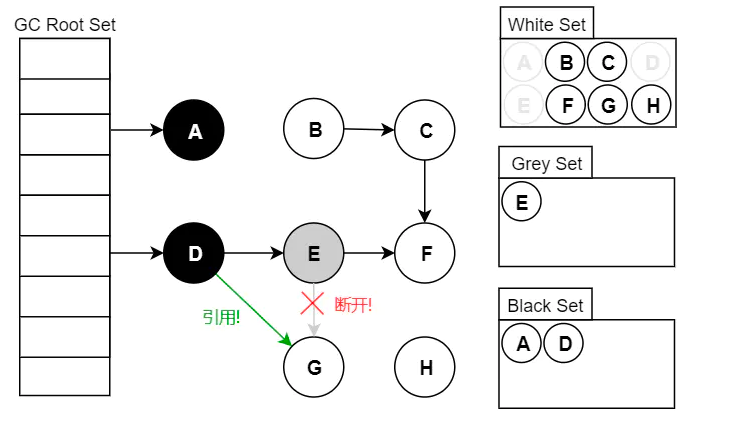 GC Root Set
A
B
C
D
E
F
引用!
断开!
G
H
White Set
A B C D
E F G H
Grey Set
E
Black Set
A D